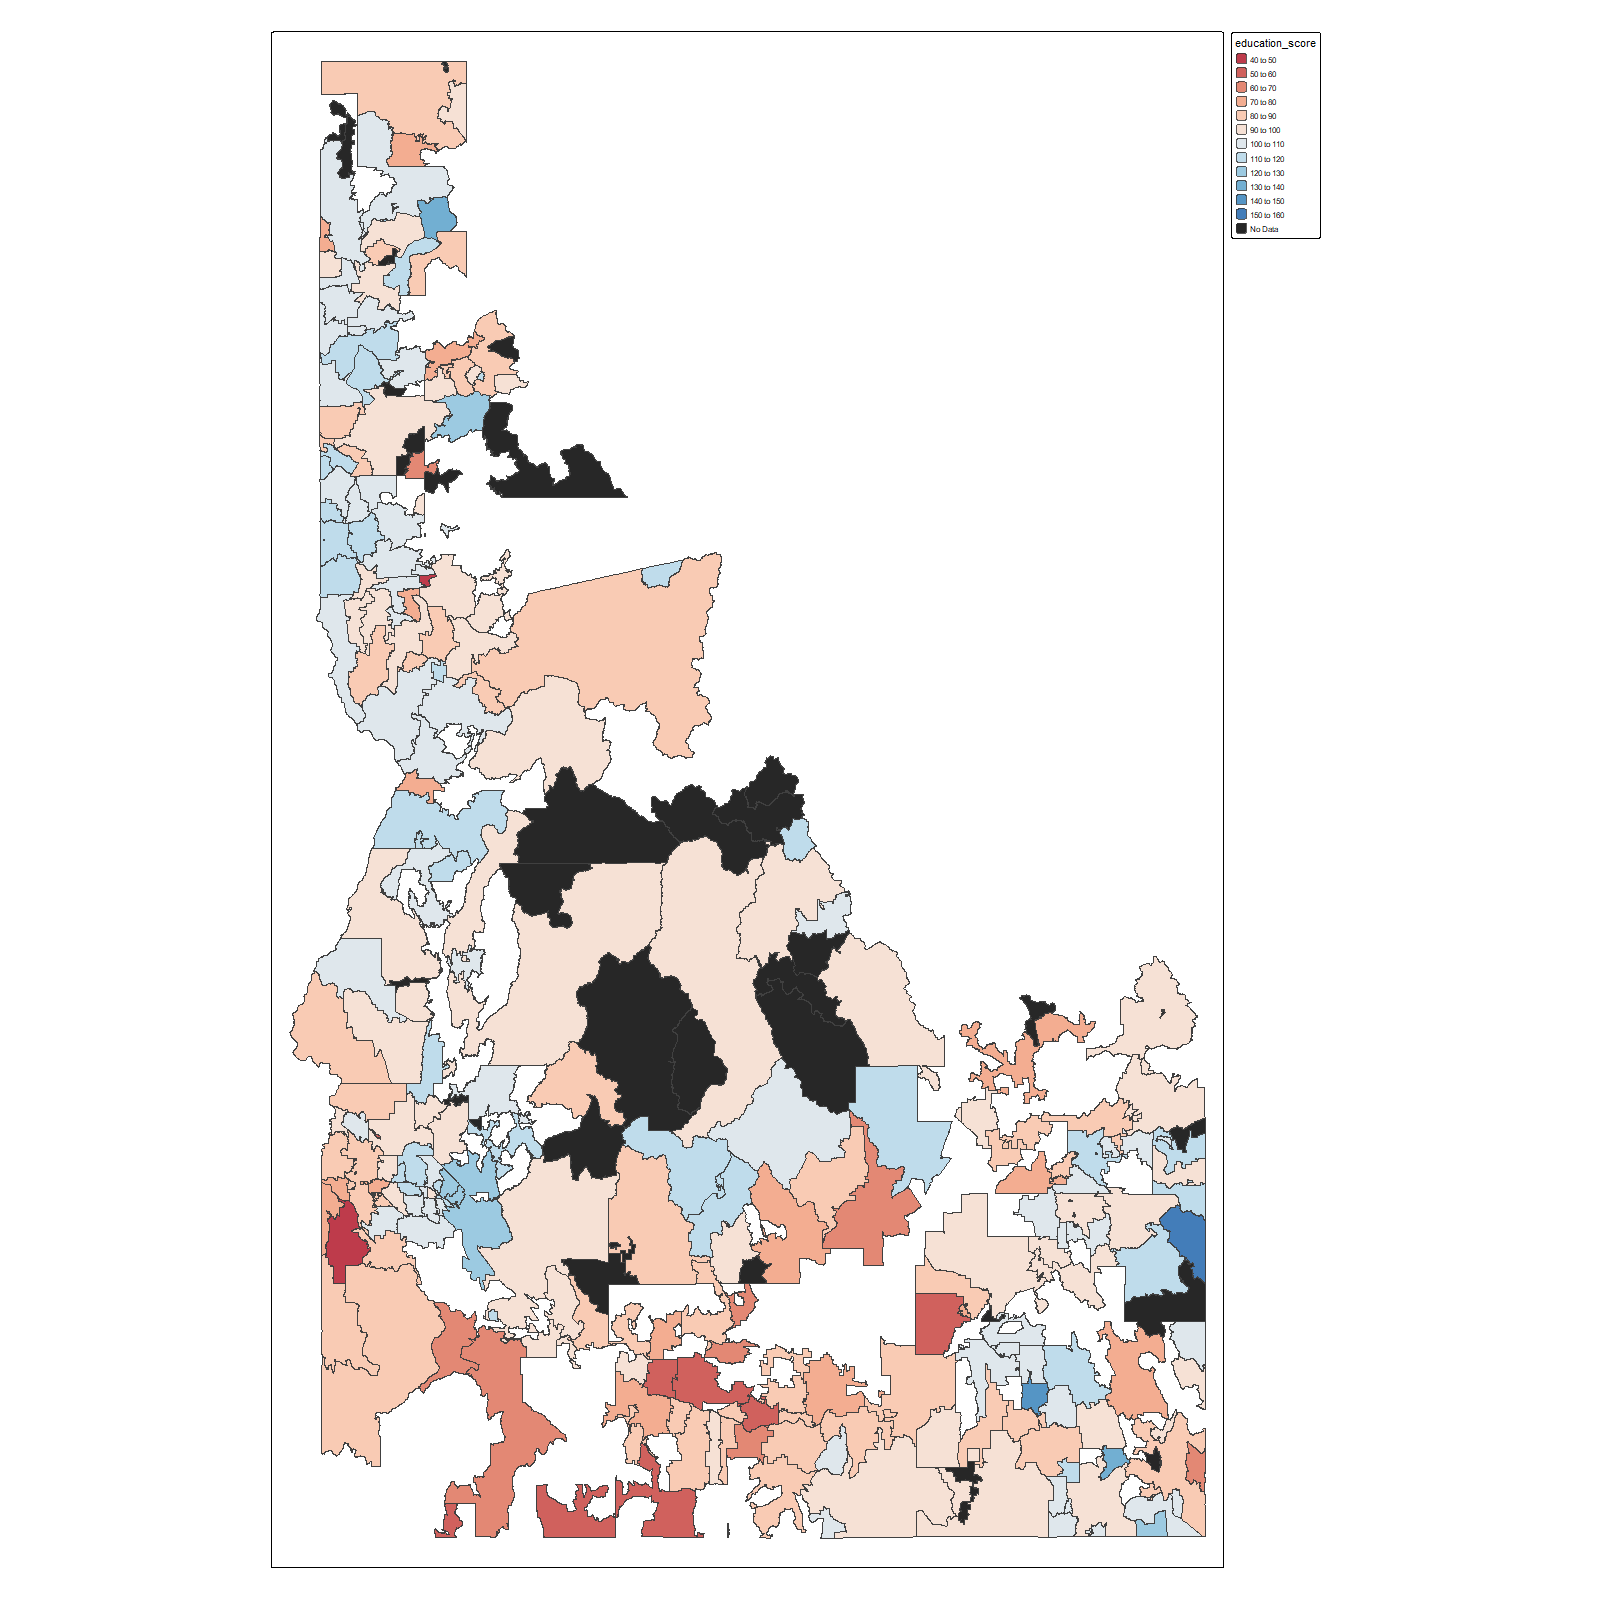 education_score
40 to 50
50 to 60
60 to 70
70 to 80
80 to 90
90 to 100
100 to 110
110 to 120
120 to 130
130 to 140
140 to 150
150 to 160
No Data